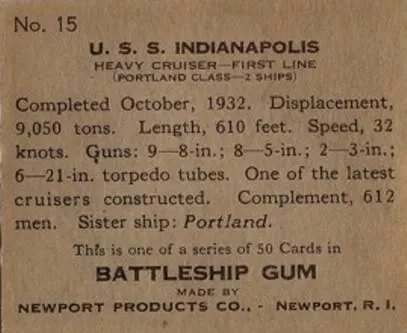 No. 15
U. S. S. INDIANAPOLIS
HEAVY CRUISER—FIRST LINE
(PORTLAND CLASS—2 SHIPS)
Completed October, 1932. Displacement,
9,050 tons. Length, 610 feet. Speed, 32
knots. Guns: 9—8-in.; 8—5-in.; 2—3-in.;
6—21-in. torpedo tubes. One of the latest
cruisers constructed. Complement, 612
men. Sister ship: Portland.
This is one of a series of 50 Cards in
BATTLESHIP GUM
MADE BY
NEWPORT PRODUCTS CO., - NEWPORT, R. I.